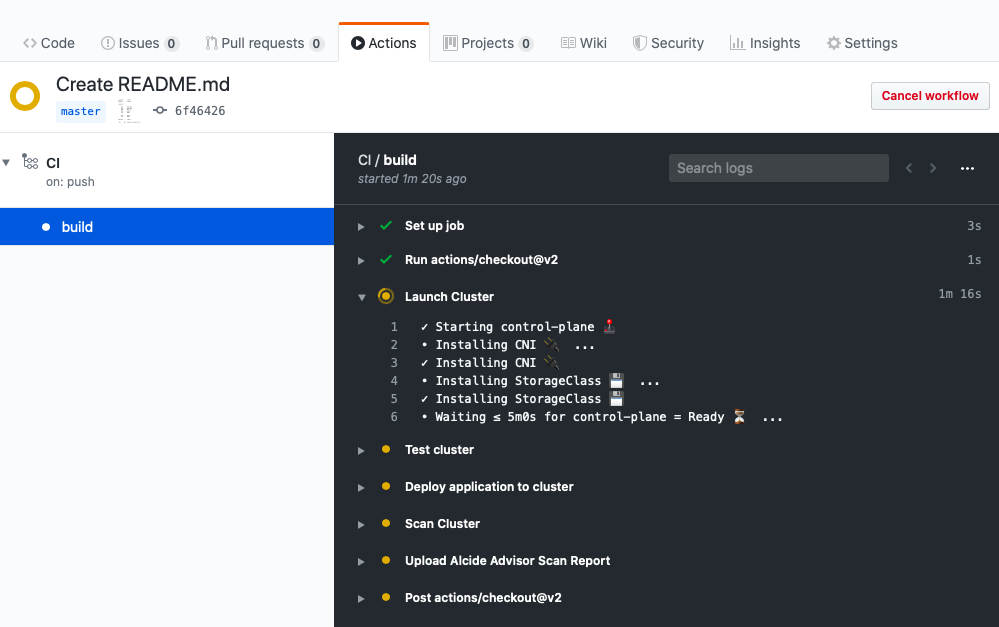 Code Issues 0 Pull requests 0 Actions Projects 0 Wiki Security Insights Settings
Create README.md
master 6f46426
Cancel workflow
CI
on: push
build
CI / build
started 1m 20s ago
Search logs
...
Set up job 3s
Run actions/checkout@v2 1s
Launch Cluster 1m 16s
1 ✓ Starting control-plane 🕹️
2 • Installing CNI 🔌 ...
3 ✓ Installing CNI 🔌
4 • Installing StorageClass 💾 ...
5 ✓ Installing StorageClass 💾
6 • Waiting ≤ 5m0s for control-plane = Ready ⏳ ...
Test cluster
Deploy application to cluster
Scan Cluster
Upload Alcide Advisor Scan Report
Post actions/checkout@v2